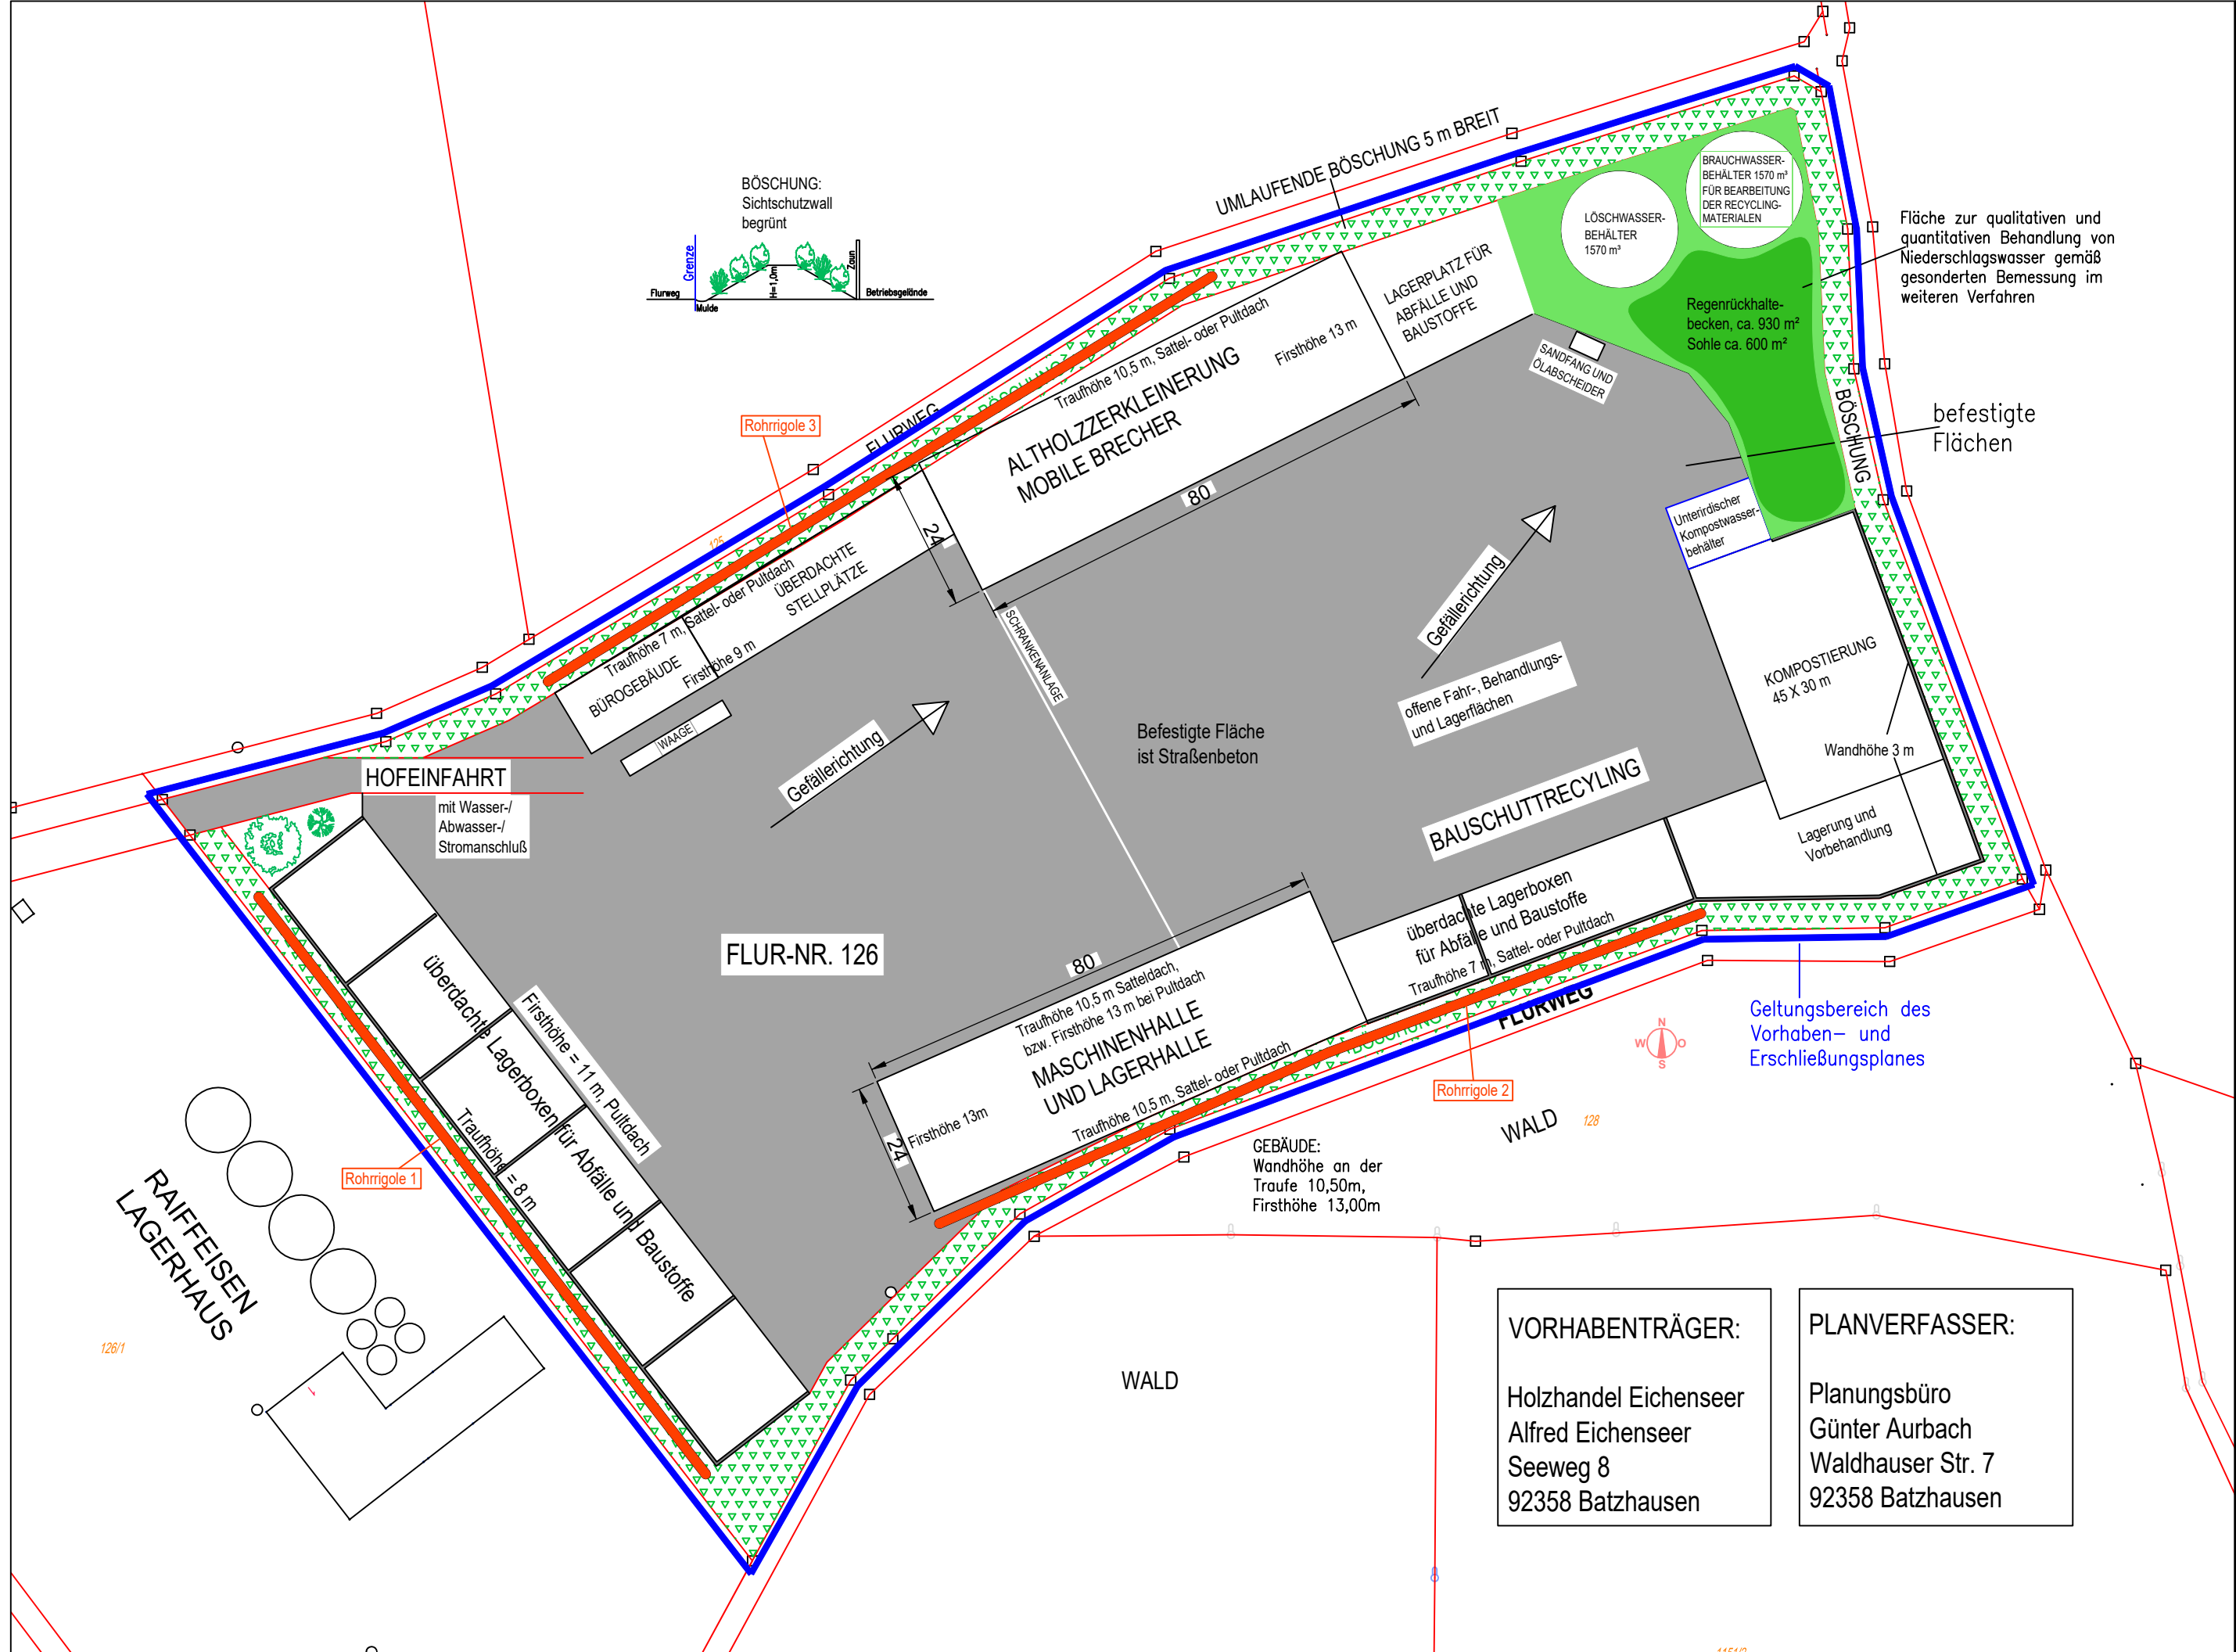 BÖSCHUNG:
Sichtschutzwall
begrünt
Grenze
Zaun
H=1,0m
Flurweg
Mulde
Betriebsgelände
UMLAUFENDE BÖSCHUNG 5 m BREIT
BRAUCHWASSER-
BEHÄLTER 1570 m³
FÜR BEARBEITUNG
DER RECYCLING-
MATERIALEN
LÖSCHWASSER-
BEHÄLTER
1570 m³
Fläche zur qualitativen und
quantitativen Behandlung von
Niederschlagswasser gemäß
gesonderten Bemessung im
weiteren Verfahren
Regenrückhalte-
becken, ca. 930 m²
Sohle ca. 600 m²
LAGERPLATZ FÜR
ABFÄLLE UND
BAUSTOFFE
SANDFANG UND
ÖLABSCHEIDER
BÖSCHUNG
befestigte
Flächen
Rohrrigole 3
FLURWEG
BÖSCHUNG
Traufhöhe 10,5 m, Sattel- oder Pultdach
ALTHOLZZERKLEINERUNG
MOBILE BRECHER
Firsthöhe 13 m
80
24
125
Traufhöhe 7 m, Sattel- oder Pultdach
ÜBERDACHTE
STELLPLÄTZE
BÜROGEBÄUDE
Firsthöhe 9 m
WAAGE
SCHRANKENANLAGE
Unterirdischer
Kompostwasser-
behälter
Gefällerichtung
Gefällerichtung
offene Fahr-, Behandlungs-
und Lagerflächen
Befestigte Fläche
ist Straßenbeton
KOMPOSTIERUNG
45 X 30 m
Wandhöhe 3 m
Lagerung und
Vorbehandlung
BAUSCHUTTRECYLING
HOFEINFAHRT
mit Wasser-/
Abwasser-/
Stromanschluß
FLUR-NR. 126
überdachte Lagerboxen
für Abfälle und Baustoffe
Traufhöhe 7 m, Sattel- oder Pultdach
80
24
Traufhöhe 10,5 m Satteldach,
bzw. Firsthöhe 13 m bei Pultdach
MASCHINENHALLE
UND LAGERHALLE
Firsthöhe 13m
Traufhöhe 10,5 m, Sattel- oder Pultdach
BÖSCHUNG
FLURWEG
Rohrrigole 2
N
W
O
S
Geltungsbereich des
Vorhaben- und
Erschließungsplanes
überdachte Lagerboxen für Abfälle und Baustoffe
Firsthöhe = 11 m, Pultdach
Traufhöhe = 8 m
Rohrrigole 1
RAIFFEISEN
LAGERHAUS
126/1
GEBÄUDE:
Wandhöhe an der
Traufe 10,50m,
Firsthöhe 13,00m
WALD
128
WALD
VORHABENTRÄGER:
Holzhandel Eichenseer
Alfred Eichenseer
Seeweg 8
92358 Batzhausen
PLANVERFASSER:
Planungsbüro
Günter Aurbach
Waldhauser Str. 7
92358 Batzhausen